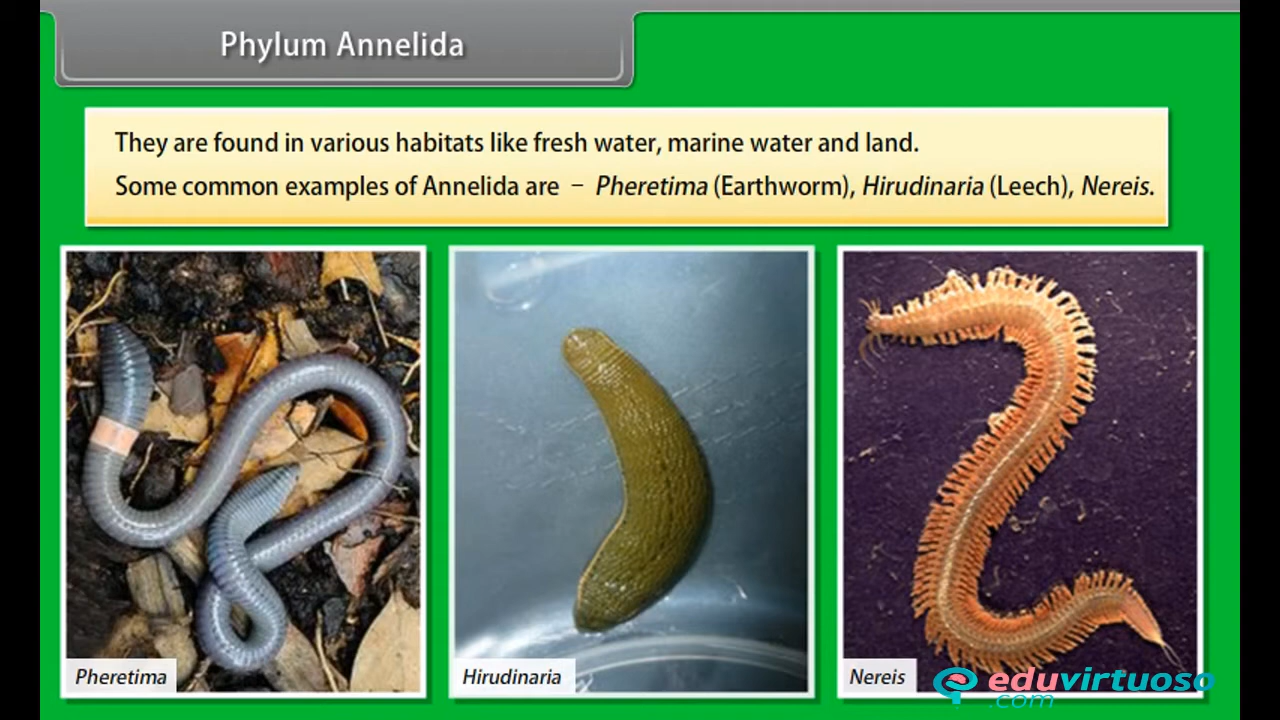 Phylum Annelida
They are found in various habitats like fresh water, marine water and land.
Some common examples of Annelida are – Pheretima (Earthworm), Hirudinaria (Leech), Nereis.
Pheretima
Hirudinaria
Nereis
eduvirtuoso
.com